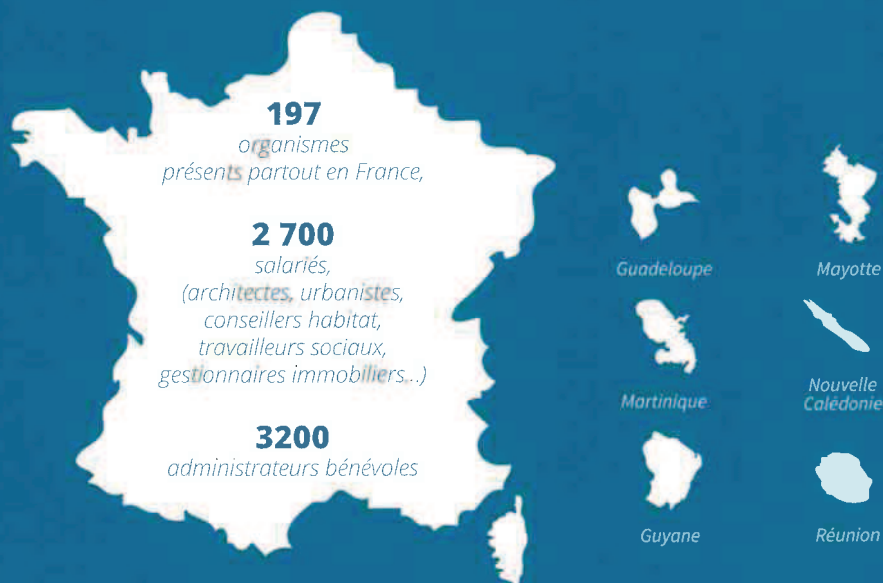 197
organismes
présents partout en France,
2 700
salariés,
(architectes, urbanistes,
conseillers habitat,
travailleurs sociaux,
gestionnaires immobiliers...)
3200
administrateurs bénévoles
Guadeloupe
Mayotte
Martinique
Nouvelle
Calédonie
Guyane
Réunion